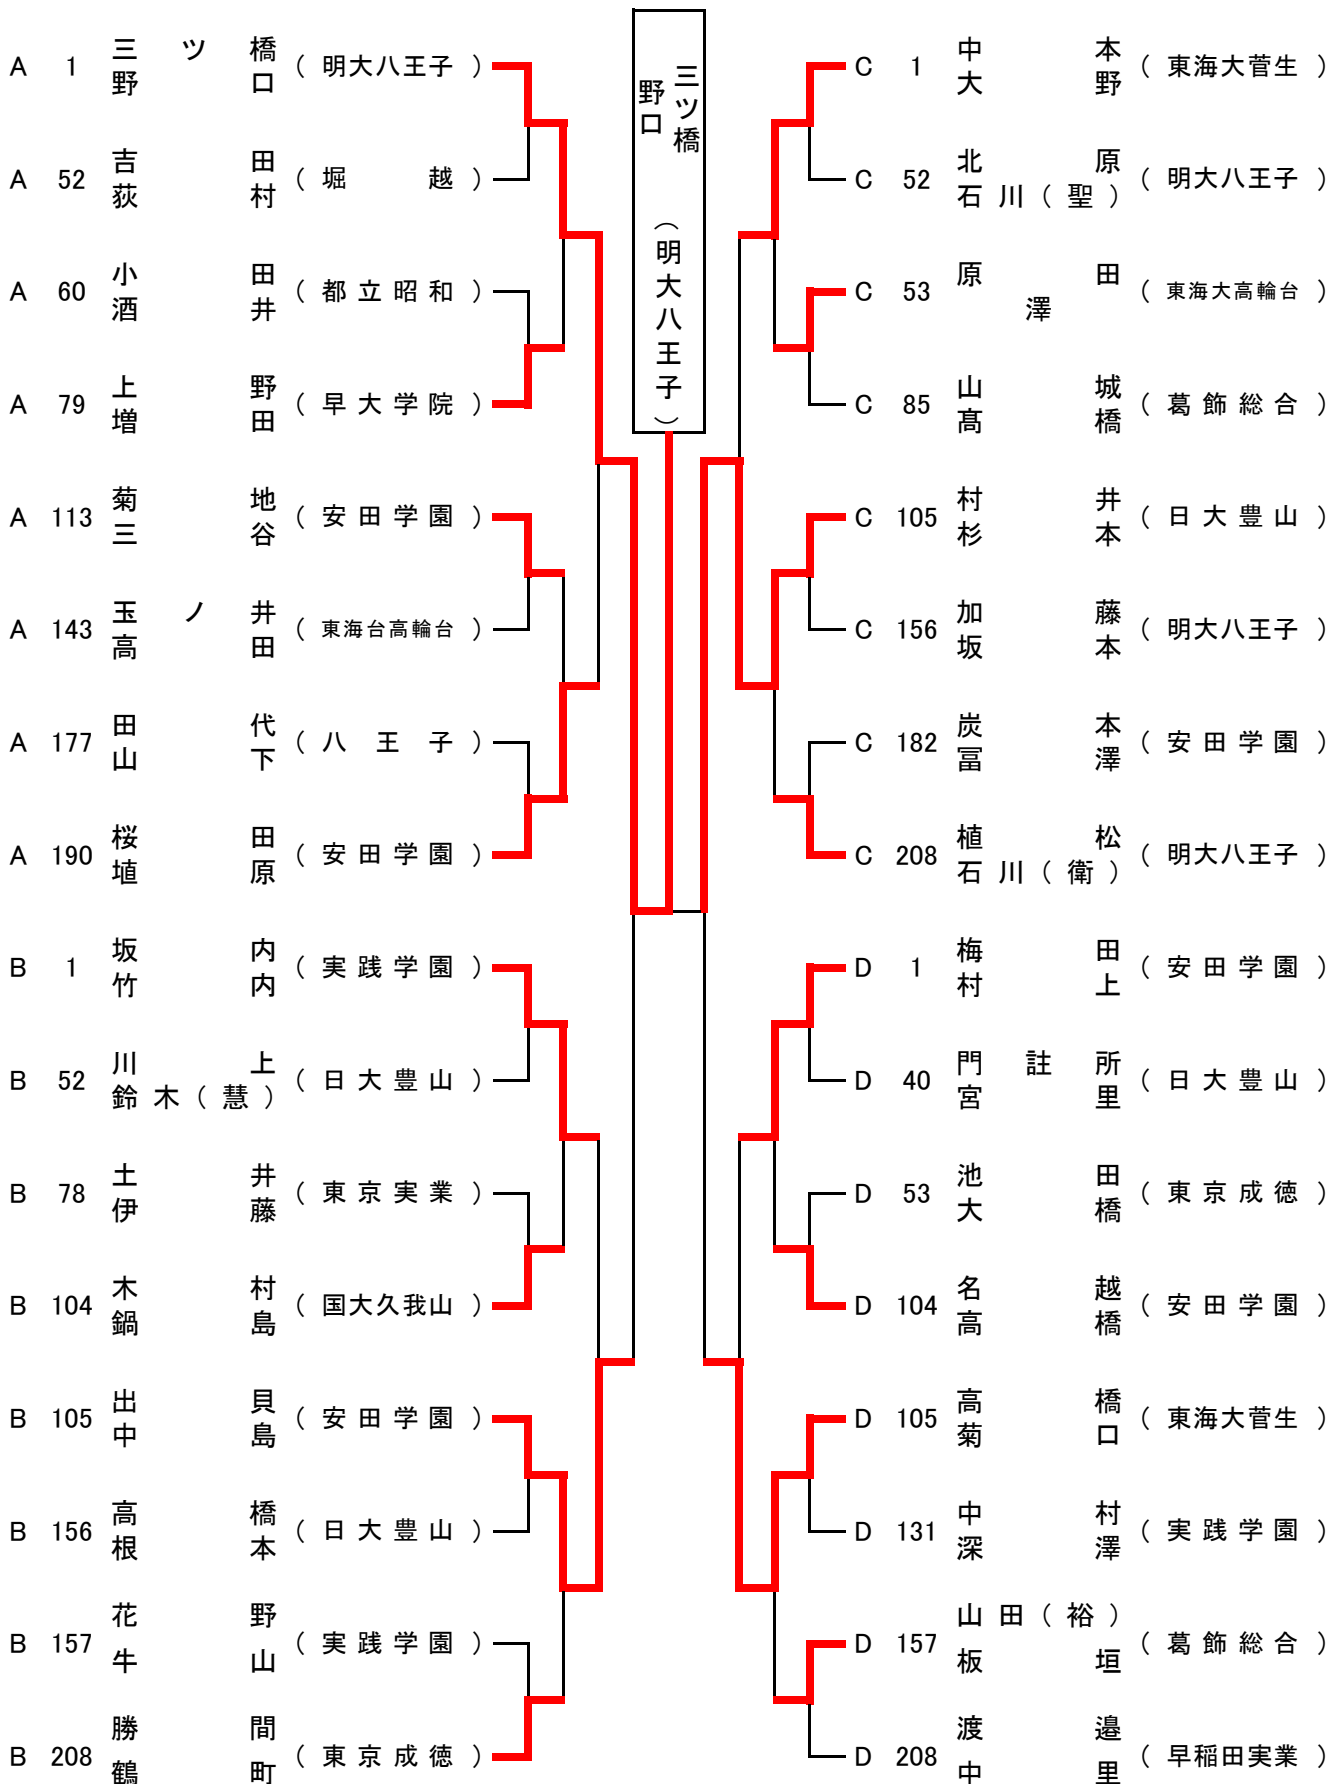 三ツ橋
野口
（明大八王子）
A 1 三ツ橋 野口 （明大八王子）
A 52 吉田 荻村 （堀越）
A 60 小田 酒井 （都立昭和）
A 79 上野 増田 （早大学院）
A 113 菊地 三谷 （安田学園）
A 143 玉ノ井 高田 （東海台高輪台）
A 177 田代 山下 （八王子）
A 190 桜田 埴原 （安田学園）
B 1 坂内 竹内 （実践学園）
B 52 川上 鈴木（慧） （日大豊山）
B 78 土井 伊藤 （東京実業）
B 104 木村 鍋島 （国大久我山）
B 105 出貝 中島 （安田学園）
B 156 高橋 根本 （日大豊山）
B 157 花野 牛山 （実践学園）
B 208 勝間 鶴町 （東京成徳）
C 1 中本 大野 （東海大菅生）
C 52 北原 石川（聖） （明大八王子）
C 53 原田 澤 （東海大高輪台）
C 85 山城 髙橋 （葛飾総合）
C 105 村井 杉本 （日大豊山）
C 156 加藤 坂本 （明大八王子）
C 182 炭本 冨澤 （安田学園）
C 208 植松 石川（衛） （明大八王子）
D 1 梅田 村上 （安田学園）
D 40 門註所 宮里 （日大豊山）
D 53 池田 大橋 （東京成徳）
D 104 名越 高橋 （安田学園）
D 105 高橋 菊口 （東海大菅生）
D 131 中村 深澤 （実践学園）
D 157 山田（裕） 板垣 （葛飾総合）
D 208 渡邉 中里 （早稲田実業）